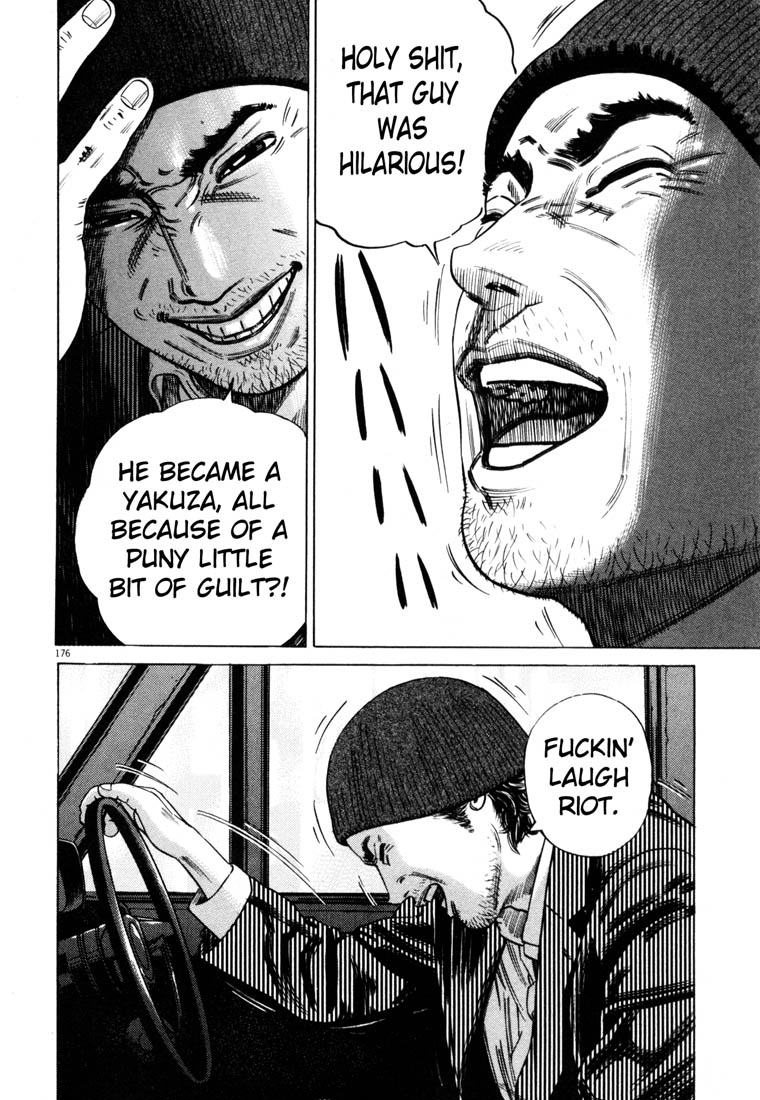 HOLY SHIT,
THAT GUY
WAS
HILARIOUS!
HE BECAME A
YAKUZA, ALL
BECAUSE OF A
PUNY LITTLE
BIT OF GUILT?!
176
FUCKIN'
LAUGH
RIOT.